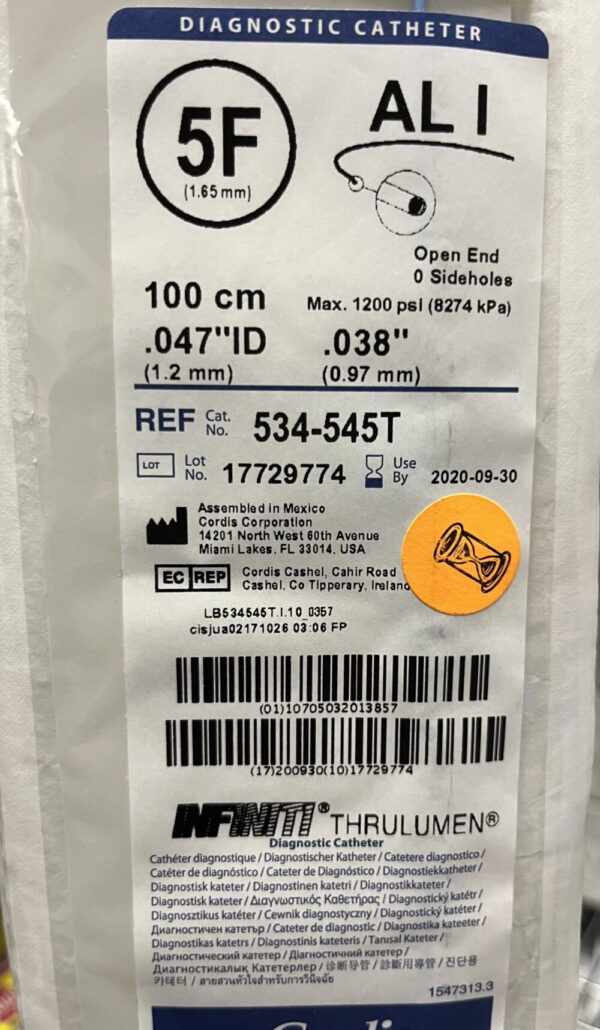 DIAGNOSTIC CATHETER
5F
(1.65 mm)
AL I
Open End
0 Sideholes
100 cm
Max. 1200 psi (8274 kPa)
.047"ID
.038"
(1.2 mm)
(0.97 mm)
REF Cat. No. 534-545T
LOT Lot No. 17729774 Use By 2020-09-30
Assembled in Mexico
Cordis Corporation
14201 North West 60th Avenue
Miami Lakes, FL 33014, USA
EC REP Cordis Cashel, Cahir Road
Cashel, Co Tipperary, Ireland
LB534545T.I.10_0357
cisjua02171026 03:06 FP
(01)10705032013857
(17)200930(10)17729774
INFINITI® THRULUMEN®
Diagnostic Catheter
Cathéter diagnostique / Diagnostischer Katheter / Catetere diagnostico /
Catéter de diagnóstico / Cateter de Diagnóstico / Diagnostiekkatheter /
Diagnostisk kateter / Diagnostinen katetri / Diagnostikkateter /
Diagnostisk kateter / Διαγνωστικός Καθετήρας / Diagnostický katétr /
Diagnosztikus katéter / Cewnik diagnostyczny / Diagnostický katéter /
Диагностичен катетър / Cateter de diagnostic / Diagnostika kateeter /
Diagnostikas katetrs / Diagnostinis kateteris / Tanısal Kateter /
Диагностический катетер / Діагностичний катетер /
Диагностикалық Катетерлер / 诊断导管 / 診斷用導管 / 진단용
카테터 / สายสวนหัวใจสำหรับการวินิจฉัย
1547313.3